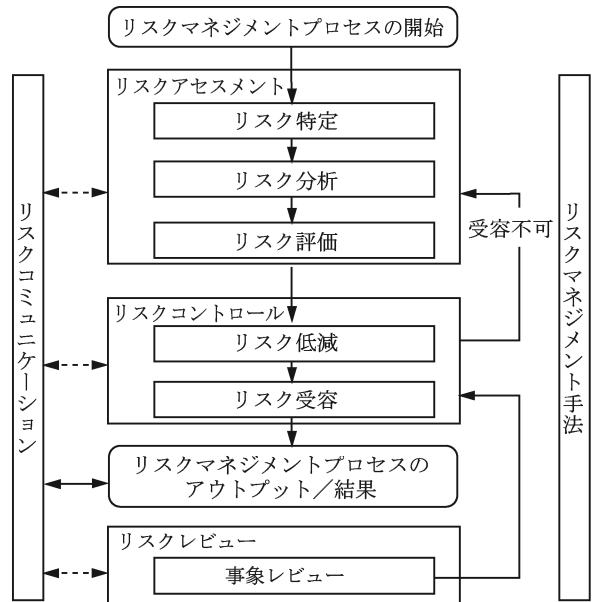 リスクマネジメントプロセスの開始
リスクアセスメント
リスク特定
リスク分析
リスク評価
受容不可
リスクコントロール
リスク低減
リスク受容
リスクマネジメントプロセスの
アウトプット／結果
リスクレビュー
事象レビュー
リスクコミュニケーション
リスクマネジメント手法